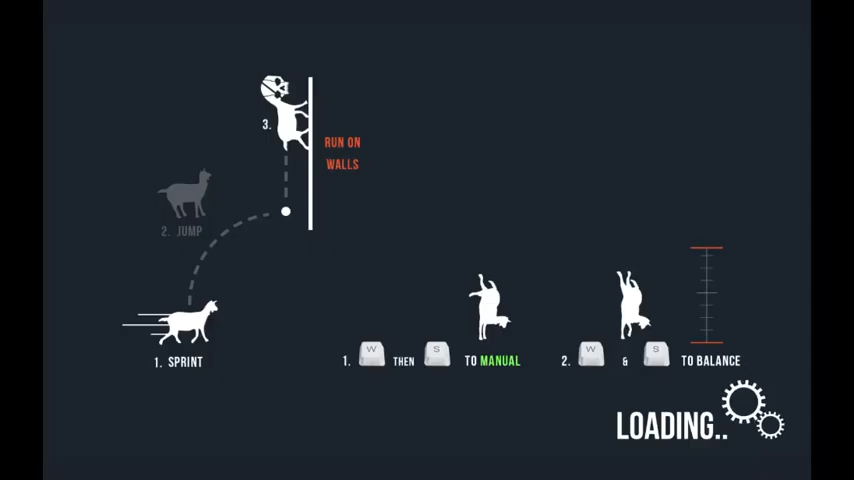 3.
RUN ON
WALLS
2. JUMP
1. SPRINT
1. W THEN S TO MANUAL
2. W & S TO BALANCE
LOADING..